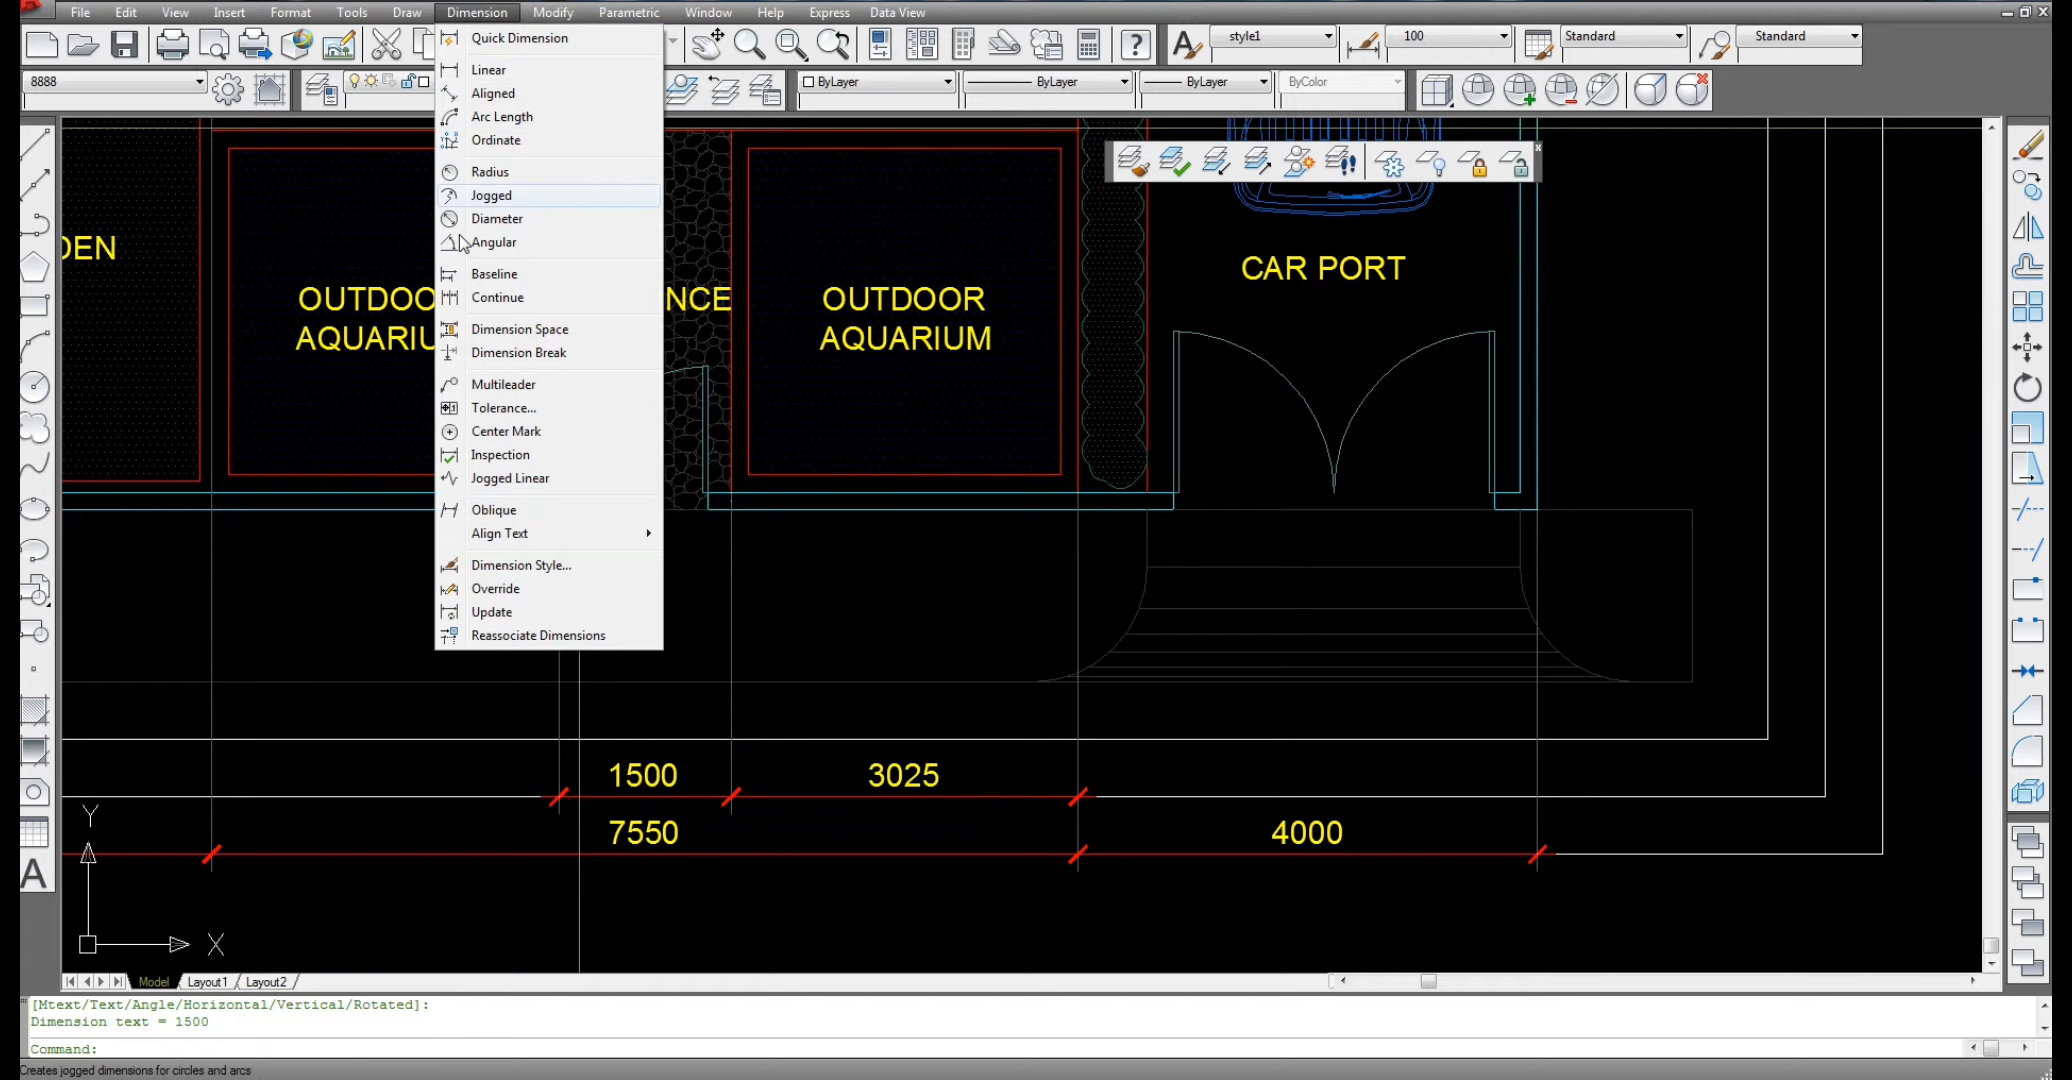 File Edit View Insert Format Tools Draw Dimension Modify Parametric Window Help Express Data View
style1 100 Standard Standard
8888 ByLayer ByLayer ByLayer ByColor
Quick Dimension
Linear
Aligned
Arc Length
Ordinate
Radius
Jogged
Diameter
Angular
Baseline
Continue
Dimension Space
Dimension Break
Multileader
Tolerance...
Center Mark
Inspection
Jogged Linear
Oblique
Align Text
Dimension Style...
Override
Update
Reassociate Dimensions
DEN
OUTDOO
AQUARIU
NCE
OUTDOOR
AQUARIUM
CAR PORT
1500 3025
7550 4000
Y
X
A
Model Layout1 Layout2
[Mtext/Text/Angle/Horizontal/Vertical/Rotated]:
Dimension text = 1500
Command:
Creates jogged dimensions for circles and arcs